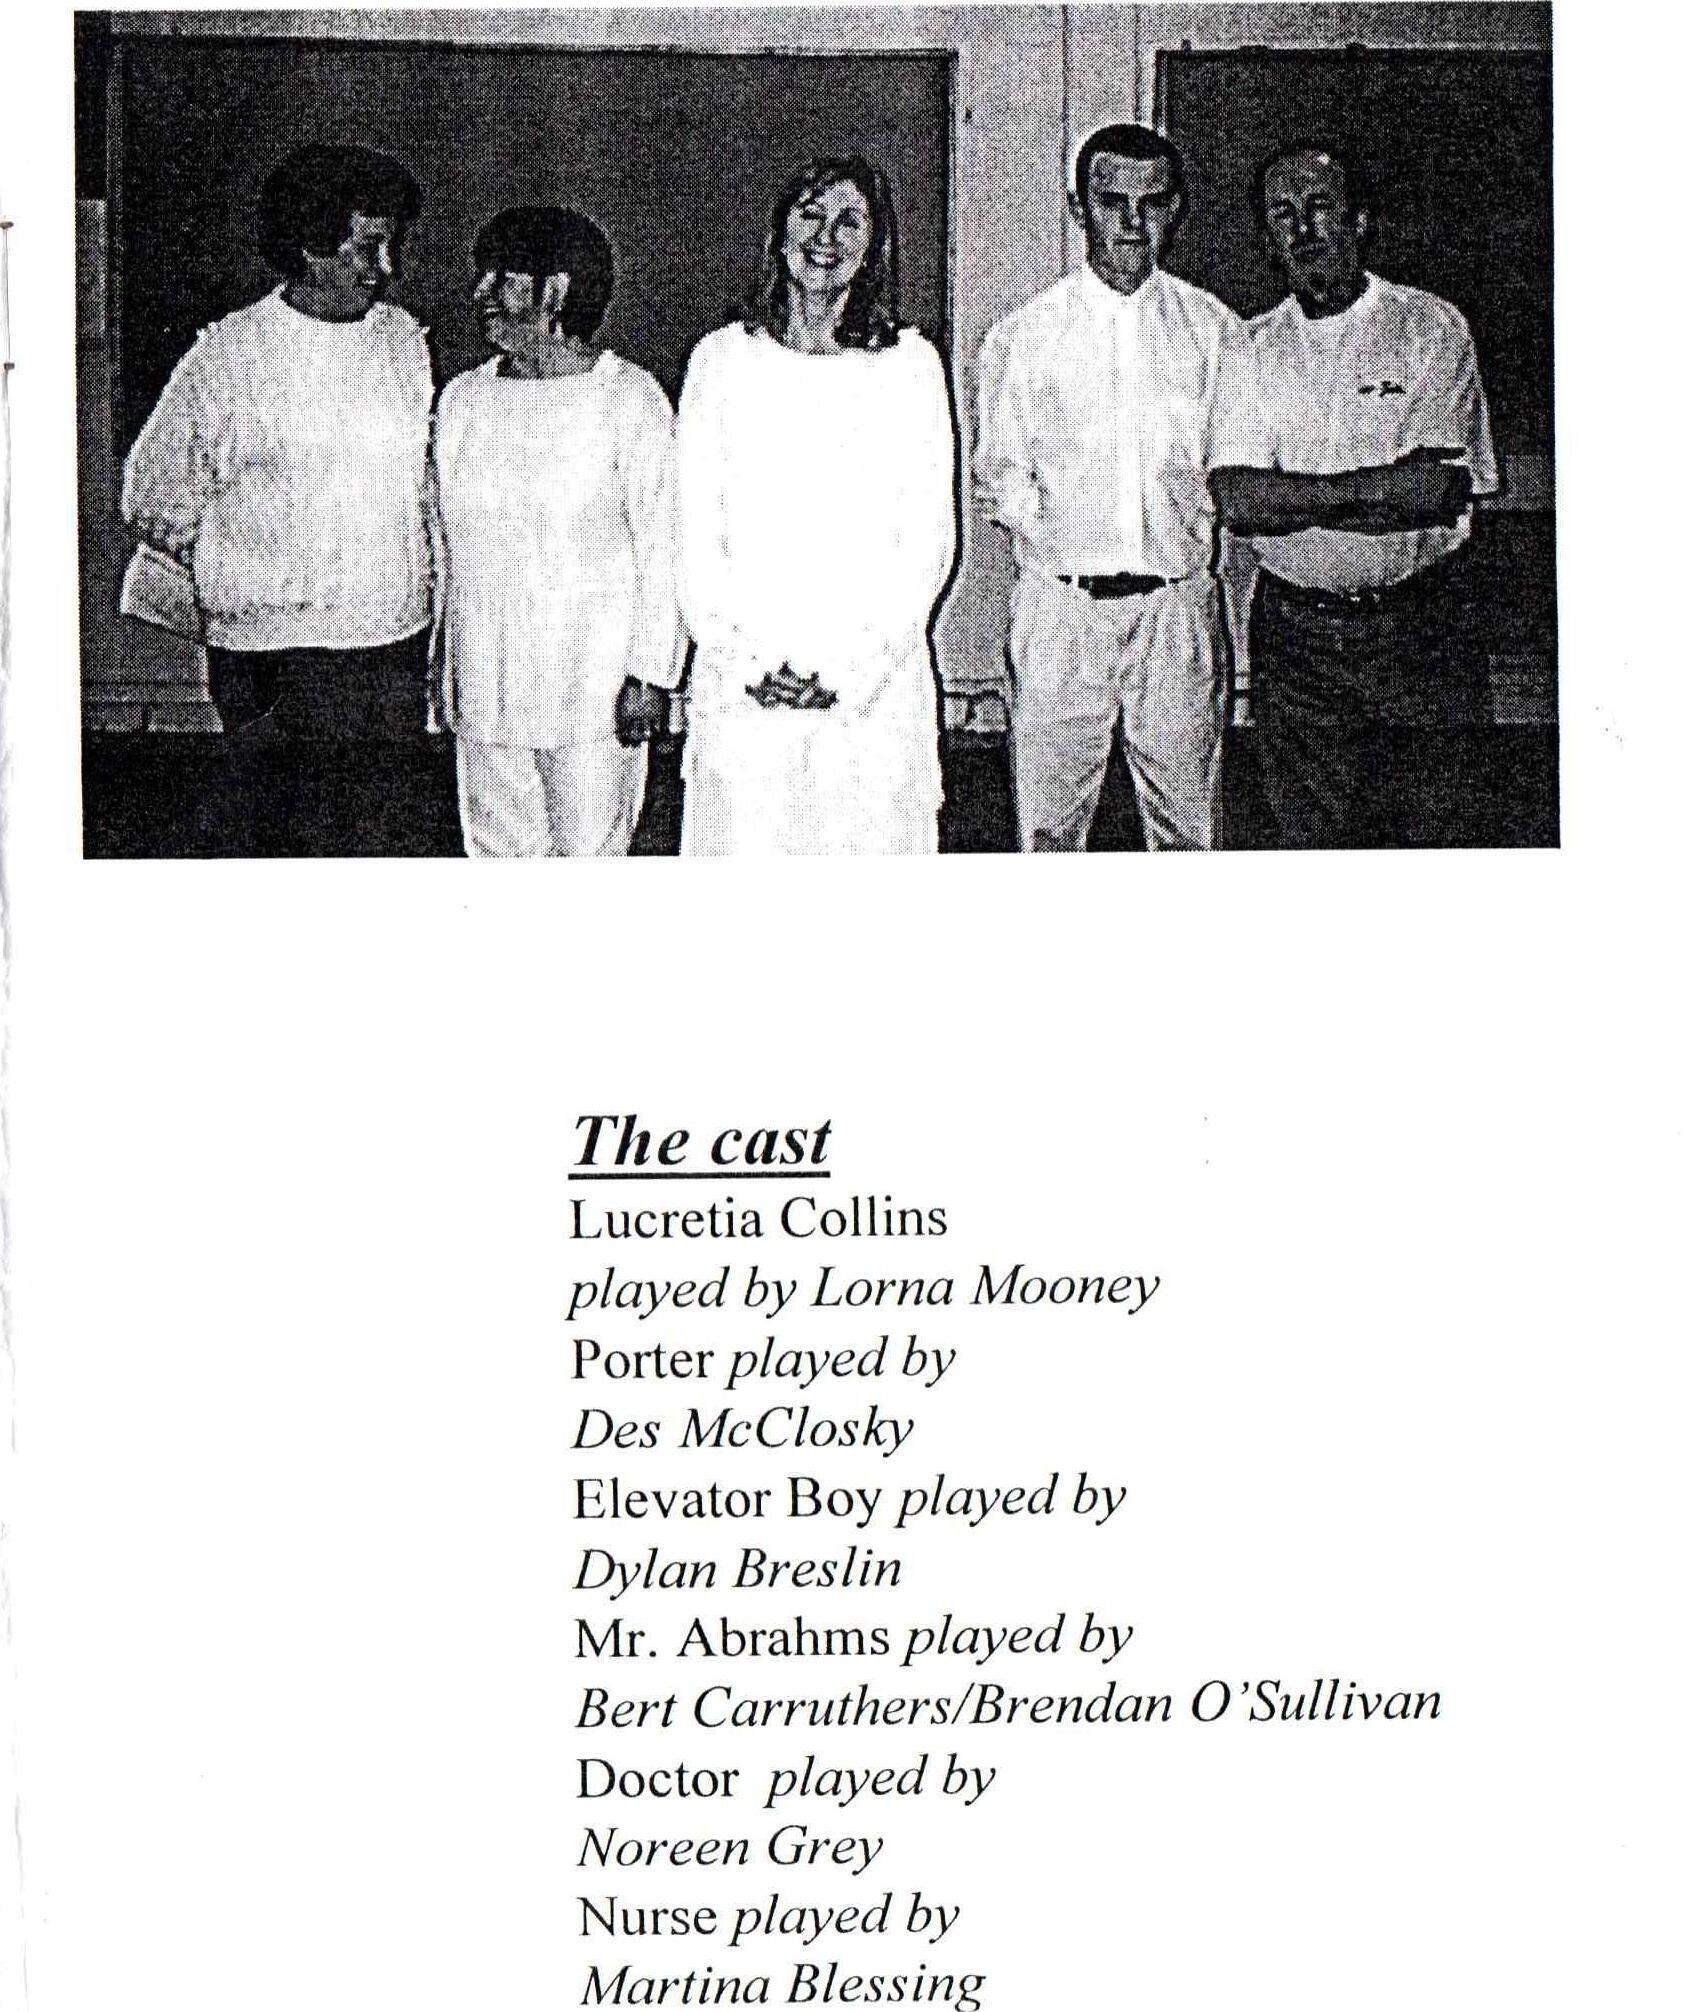 The cast
Lucretia Collins
played by Lorna Mooney
Porter played by
Des McClosky
Elevator Boy played by
Dylan Breslin
Mr. Abrahms played by
Bert Carruthers/Brendan O'Sullivan
Doctor played by
Noreen Grey
Nurse played by
Martina Blessing